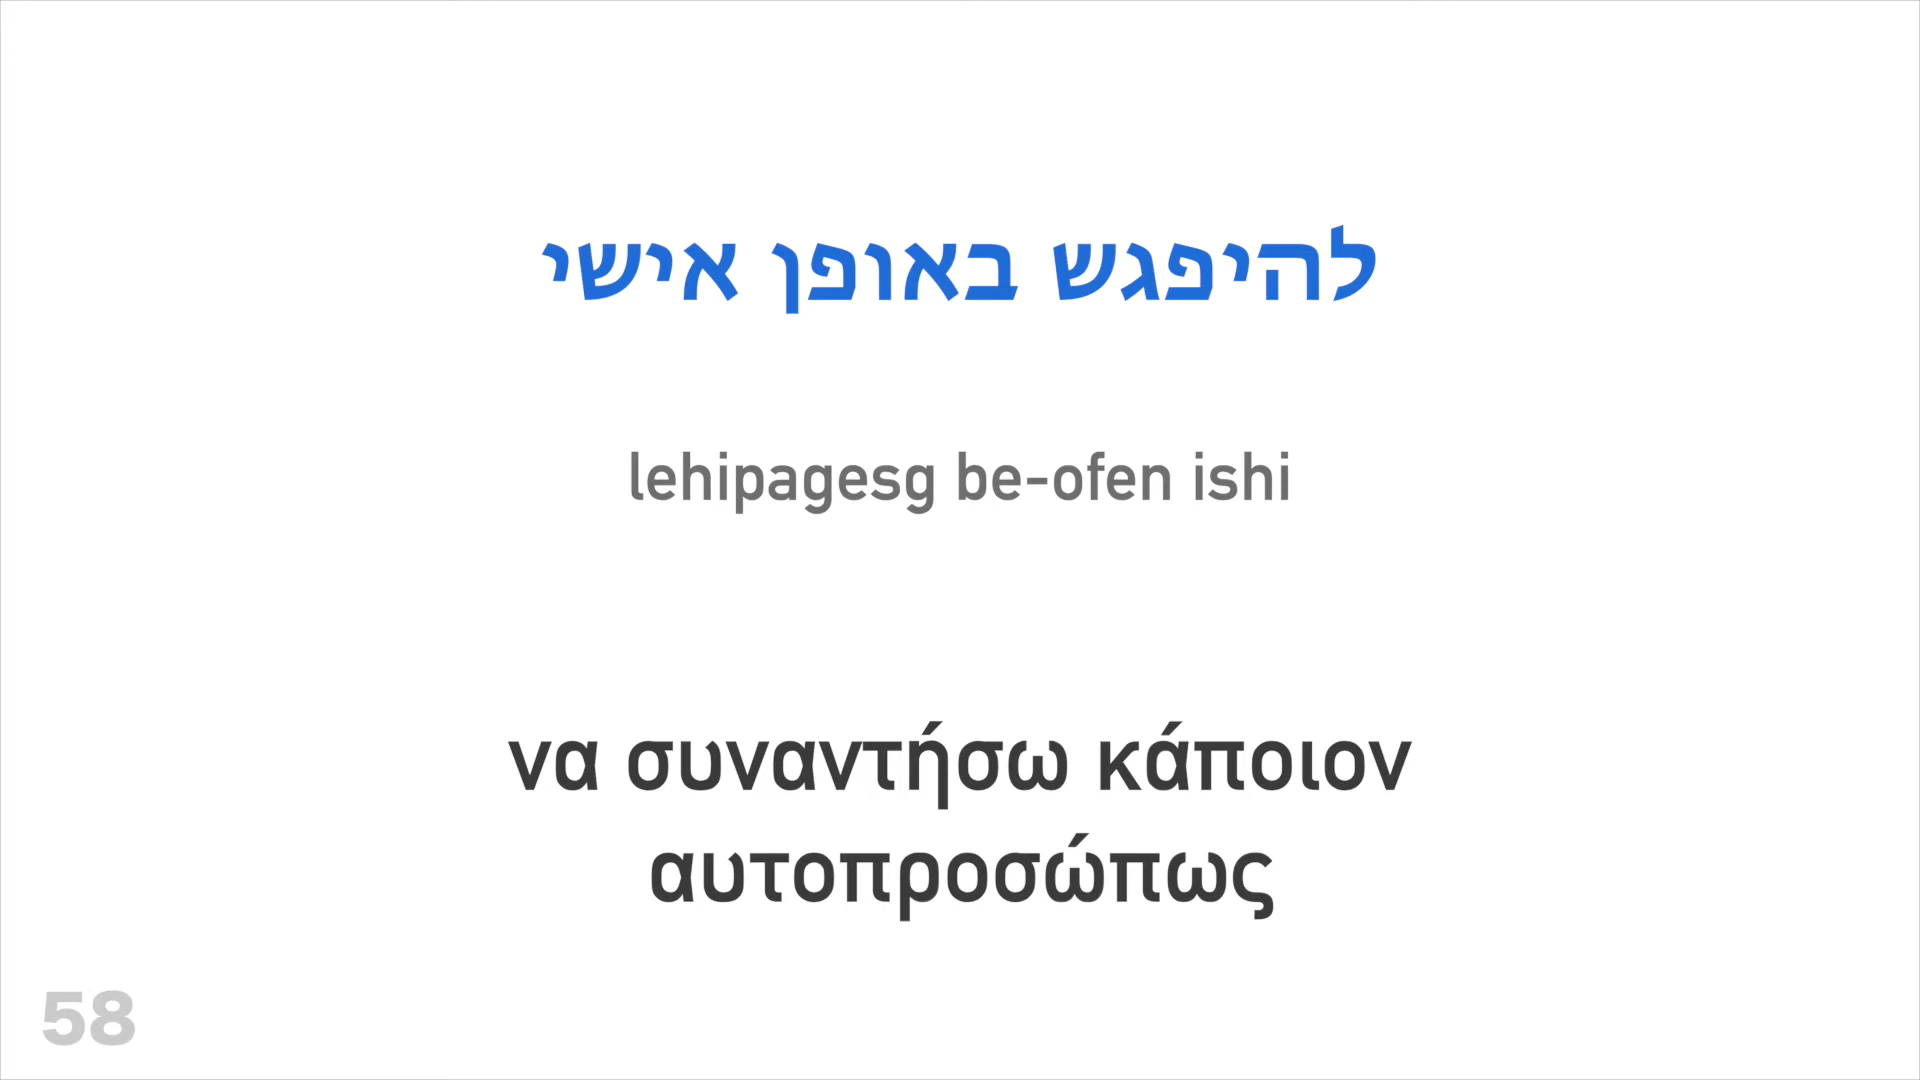 להיפגש באופן אישי
lehipagesg be-ofen ishi
να συναντήσω κάποιον
αυτοπροσώπως
58